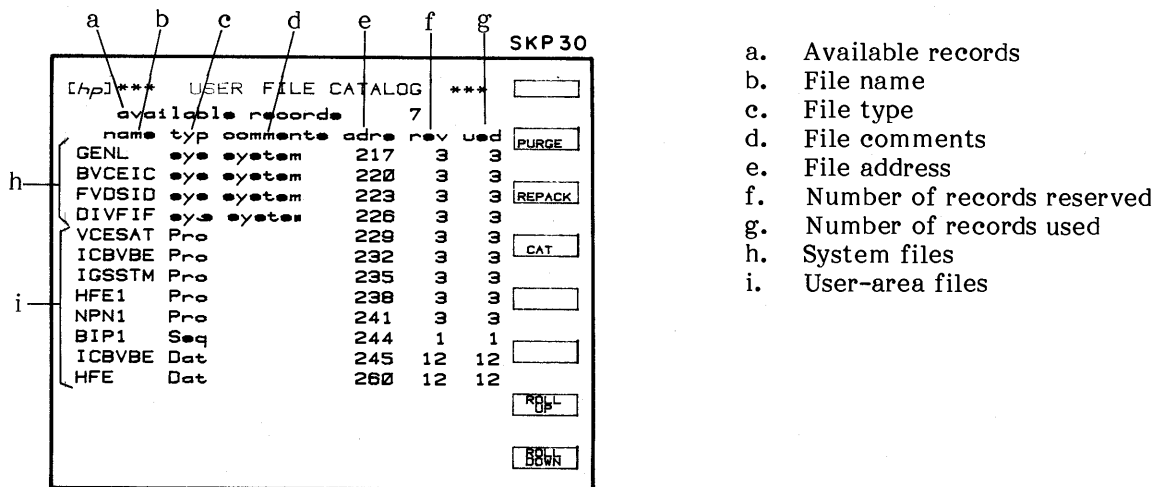 a b c d e f g
SKP30
[hp]*** USER FILE CATALOG ***
available records 7
name typ comments adrs rev usd
GENL sys system 217 3 3
BVCEIC sys system 220 3 3
FVDSID sys system 223 3 3
DIVFIF sys system 226 3 3
VCESAT Pro 229 3 3
ICBVBE Pro 232 3 3
IGSSTM Pro 235 3 3
HFE1 Pro 238 3 3
NPN1 Pro 241 3 3
BIP1 Seq 244 1 1
ICBVBE Dat 245 12 12
HFE Dat 260 12 12
h
i
PURGE
REPACK
CAT
ROLL UP
ROLL DOWN
a. Available records
b. File name
c. File type
d. File comments
e. File address
f. Number of records reserved
g. Number of records used
h. System files
i. User-area files